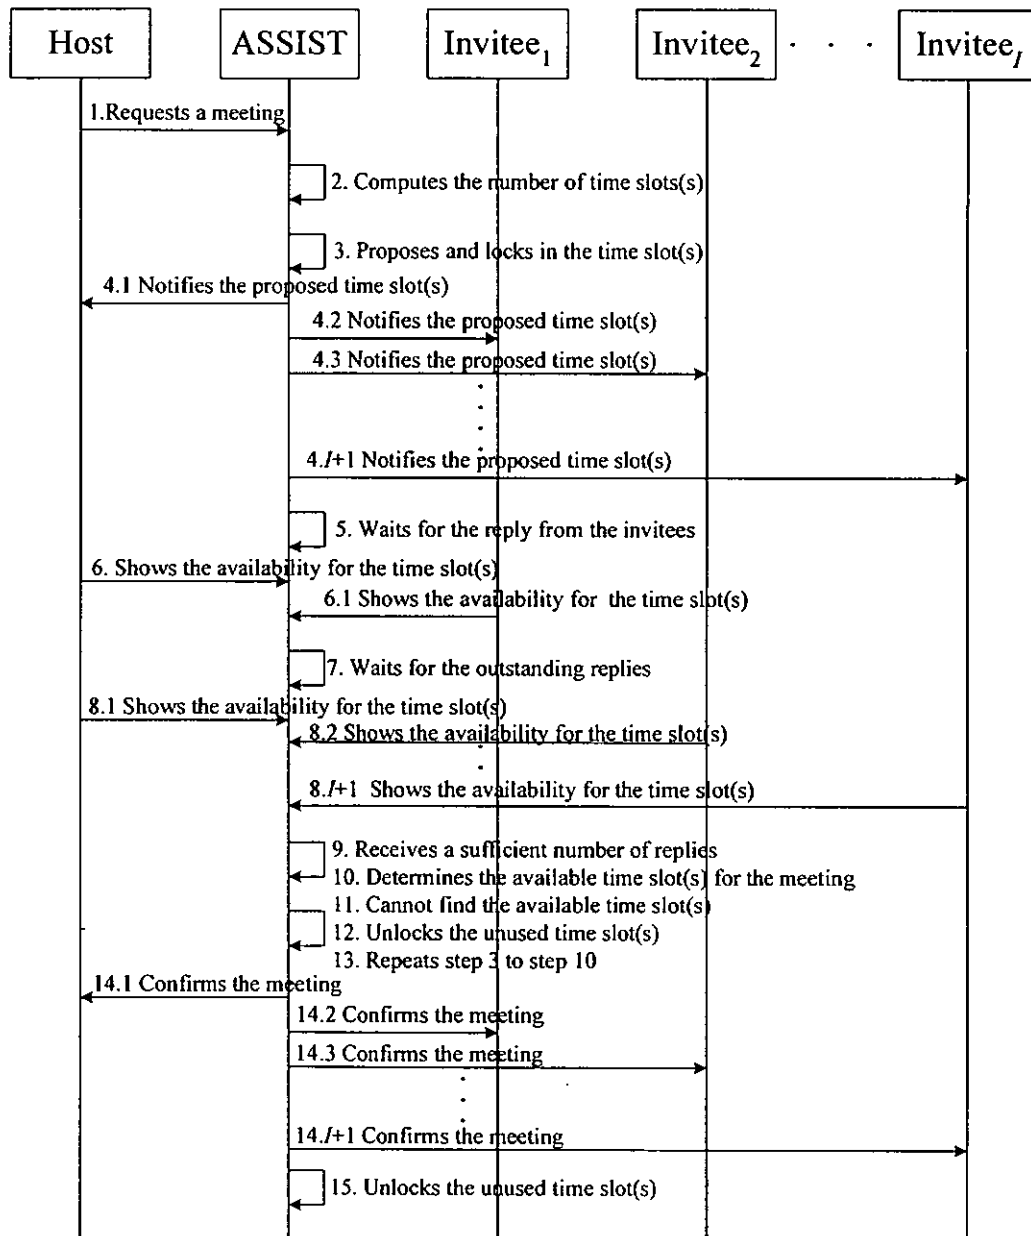 Host
ASSIST
Invitee1
Invitee2
. . .
InviteeI
1.Requests a meeting
2. Computes the number of time slots(s)
3. Proposes and locks in the time slot(s)
4.1 Notifies the proposed time slot(s)
4.2 Notifies the proposed time slot(s)
4.3 Notifies the proposed time slot(s)
4.I+1 Notifies the proposed time slot(s)
5. Waits for the reply from the invitees
6. Shows the availability for the time slot(s)
6.1 Shows the availability for the time slot(s)
7. Waits for the outstanding replies
8.1 Shows the availability for the time slot(s)
8.2 Shows the availability for the time slot(s)
8.I+1 Shows the availability for the time slot(s)
9. Receives a sufficient number of replies
10. Determines the available time slot(s) for the meeting
11. Cannot find the available time slot(s)
12. Unlocks the unused time slot(s)
13. Repeats step 3 to step 10
14.1 Confirms the meeting
14.2 Confirms the meeting
14.3 Confirms the meeting
14.I+1 Confirms the meeting
15. Unlocks the unused time slot(s)